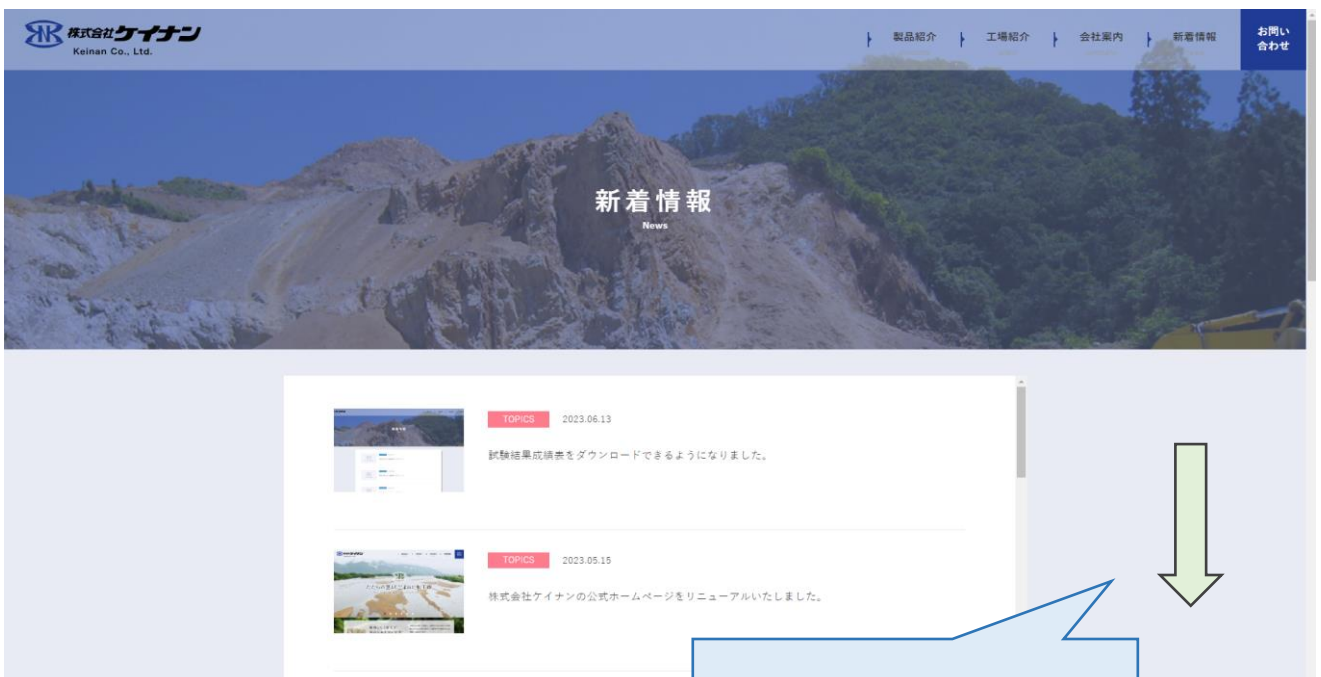 株式会社ケイナン
Keinan Co., Ltd.
製品紹介
工場紹介
会社案内
新着情報
お問い
合わせ
新着情報
News
TOPICS 2023.06.13
試験結果成績表をダウンロードできるようになりました。
TOPICS 2023.05.15
株式会社ケイナンの公式ホームページをリニューアルいたしました。